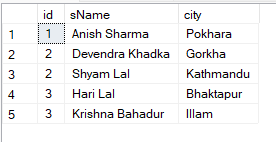 id sName city
1 1 Anish Sharma Pokhara
2 2 Devendra Khadka Gorkha
3 2 Shyam Lal Kathmandu
4 3 Hari Lal Bhaktapur
5 3 Krishna Bahadur Illam